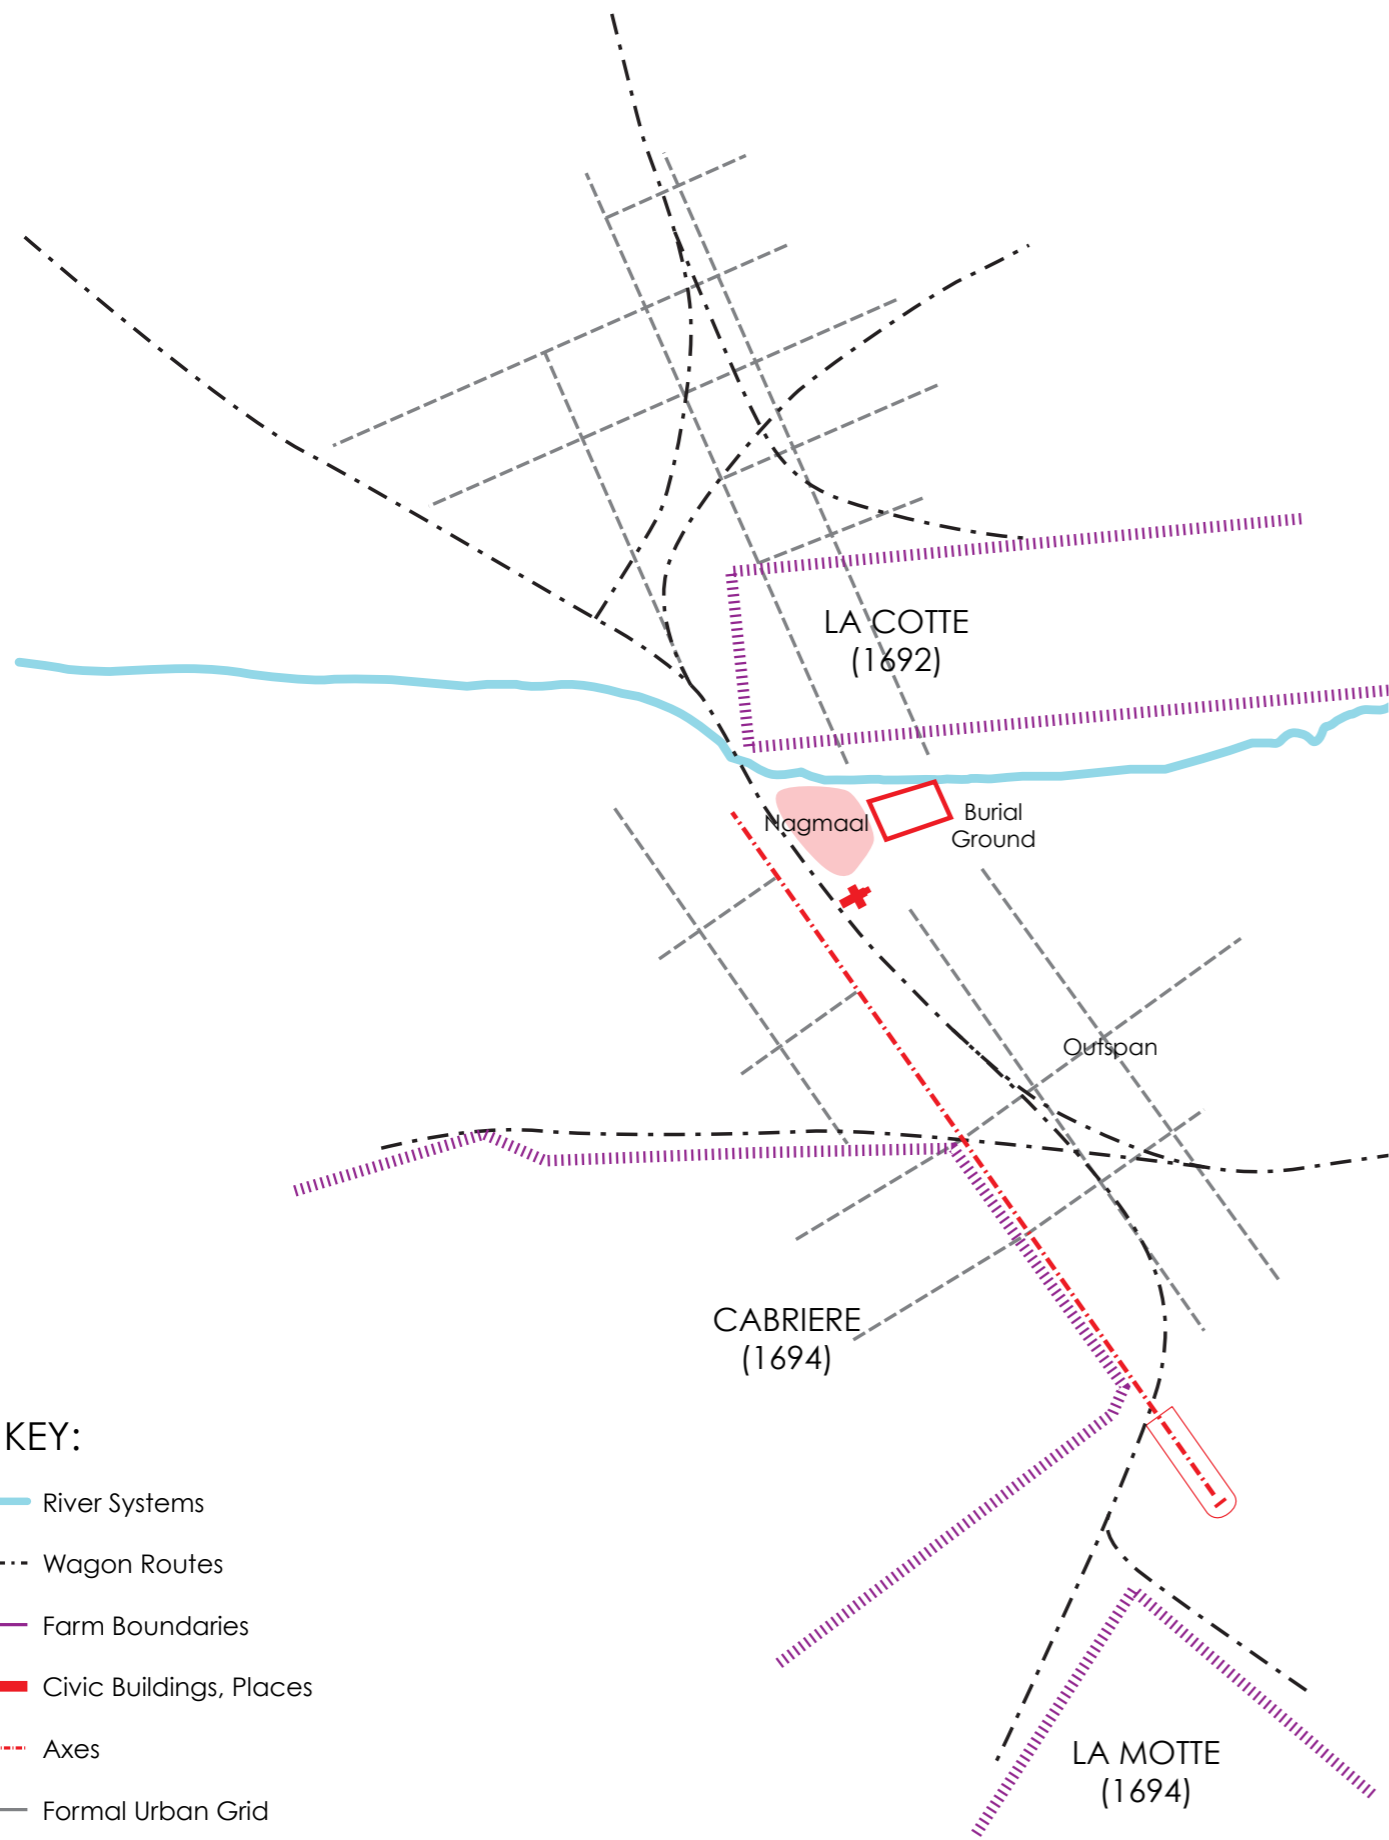 LA COTTE
(1692)
Nagmaal
Burial
Ground
Outspan
CABRIERE
(1694)
KEY:
River Systems
Wagon Routes
Farm Boundaries
Civic Buildings, Places
Axes
Formal Urban Grid
LA MOTTE
(1694)